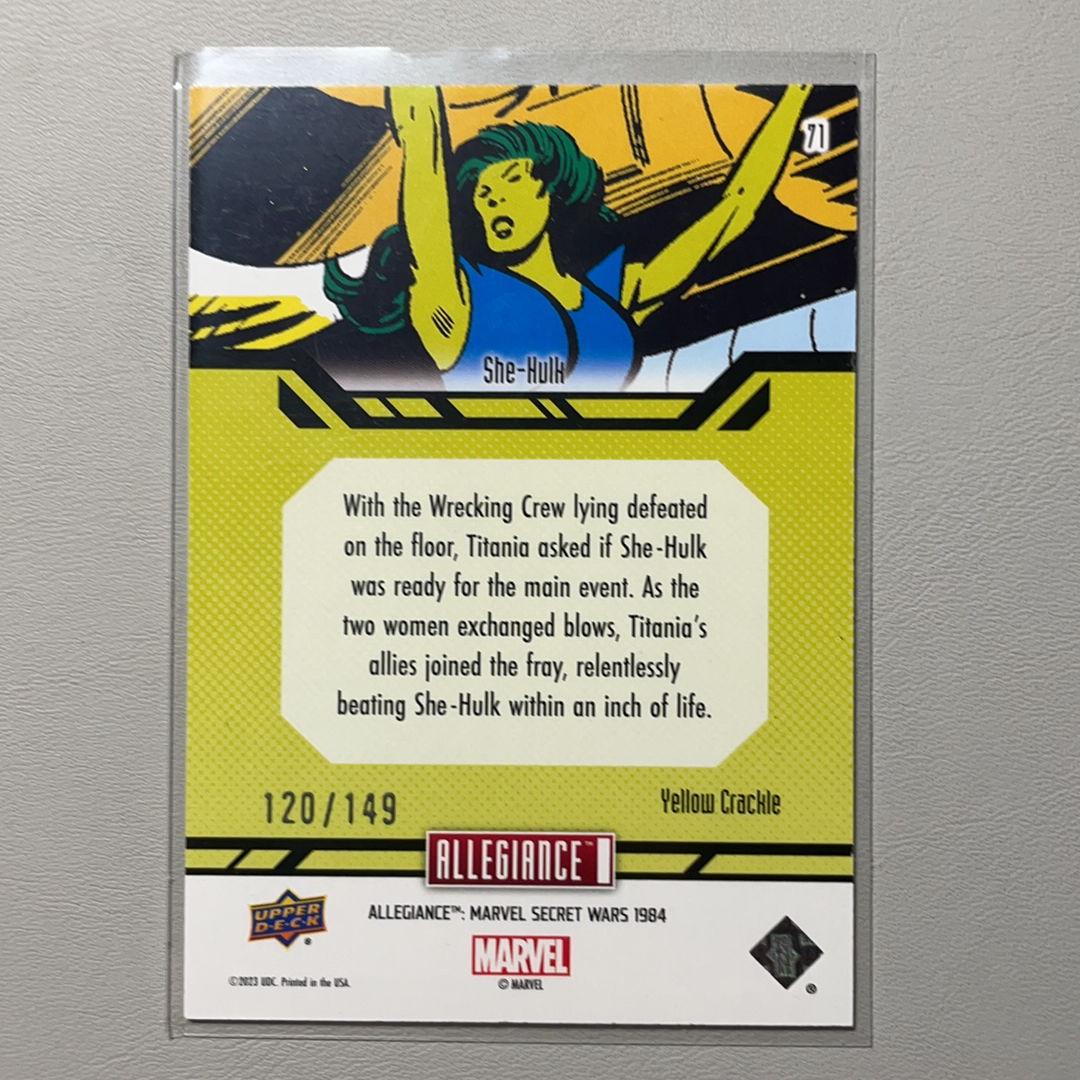 71
She-Hulk
With the Wrecking Crew lying defeated
on the floor, Titania asked if She-Hulk
was ready for the main event. As the
two women exchanged blows, Titania's
allies joined the fray, relentlessly
beating She-Hulk within an inch of life.
120/149
Yellow Crackle
ALLEGIANCE™
UPPER
D·E·C·K
®
ALLEGIANCE™: MARVEL SECRET WARS 1984
MARVEL
© MARVEL
©2023 UDC. Printed in the USA.
®